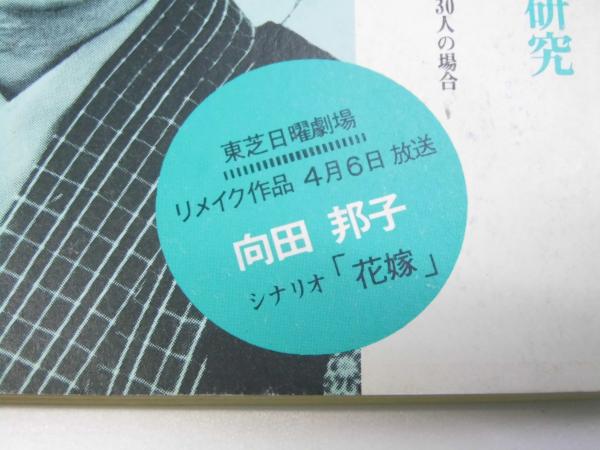 研究
30人の場合
東芝日曜劇場
リメイク作品 4月6日 放送
向田 邦子
シナリオ「花嫁」